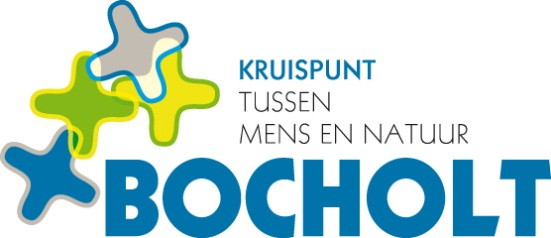 KRUISPUNT
TUSSEN
MENS EN NATUUR
BOCHOLT